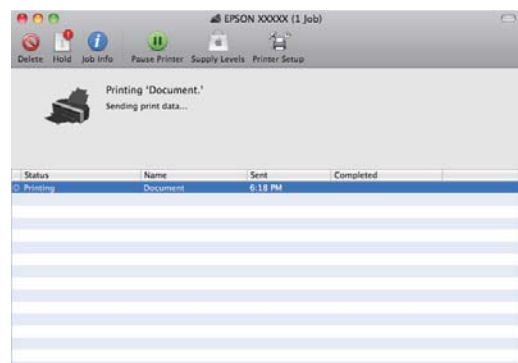 EPSON XXXXX (1 Job)
Delete Hold Job Info Pause Printer Supply Levels Printer Setup
Printing 'Document.'
Sending print data...
Status Name Sent Completed
Printing Document 6:18 PM